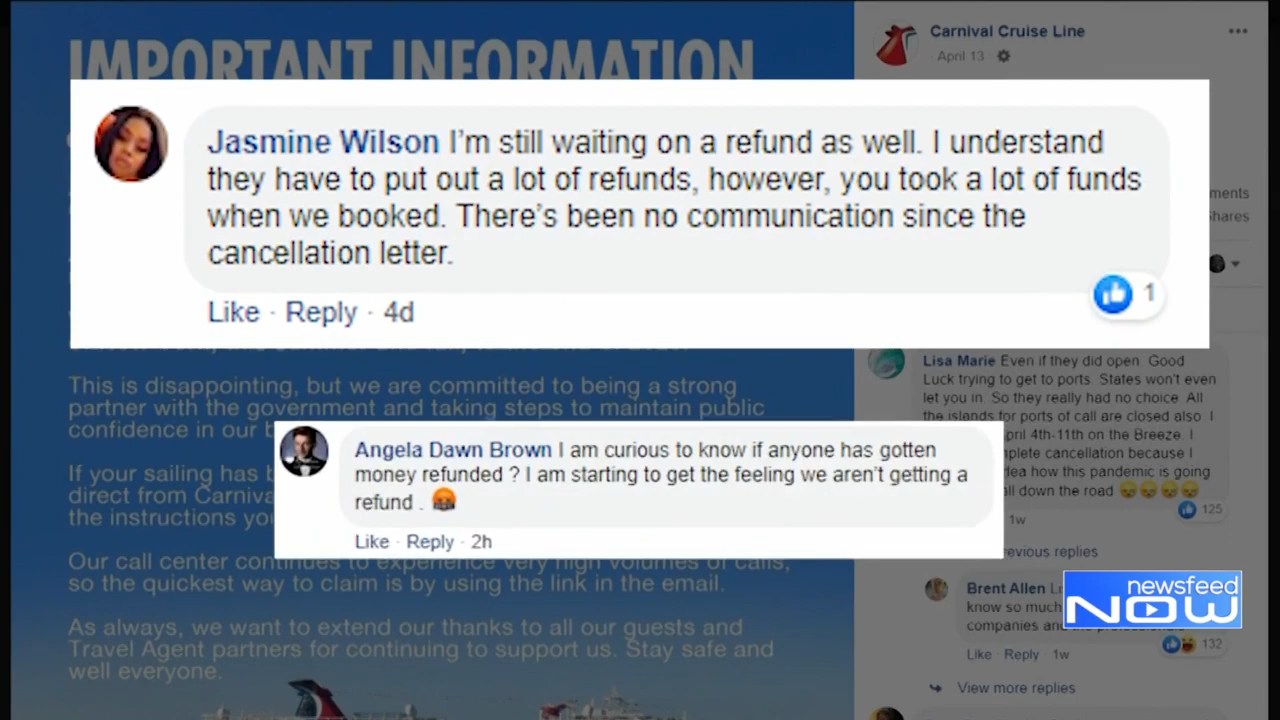 IMPORTANT INFORMATION
Carnival Cruise Line
April 13
Jasmine Wilson I'm still waiting on a refund as well. I understand
they have to put out a lot of refunds, however, you took a lot of funds
when we booked. There's been no communication since the
cancellation letter.
Like · Reply · 4d
1
ments
hares
This is disappointing, but we are committed to being a strong
partner with the government and taking steps to maintain public
confidence in our b
If your sailing has b
direct from Carniva
the instructions yo
Our call center continues to experience very high volumes of calls,
so the quickest way to claim is by using the link in the email.
As always, we want to extend our thanks to all our guests and
Travel Agent partners for continuing to support us. Stay safe and
well everyone.
Angela Dawn Brown I am curious to know if anyone has gotten
money refunded ? I am starting to get the feeling we aren't getting a
refund . 🤬
Like · Reply · 2h
Lisa Marie Even if they did open. Good
Luck trying to get to ports. States won't even
let you in. So they really had no choice. All
the islands for ports of call are closed also. I
pril 4th-11th on the Breeze. I
plete cancellation because I
dea how this pandemic is going
ll down the road
125
1w
evious replies
Brent Allen
know so much
companies and the professionals
Like · Reply · 1w
132
View more replies
newsfeed
NOW